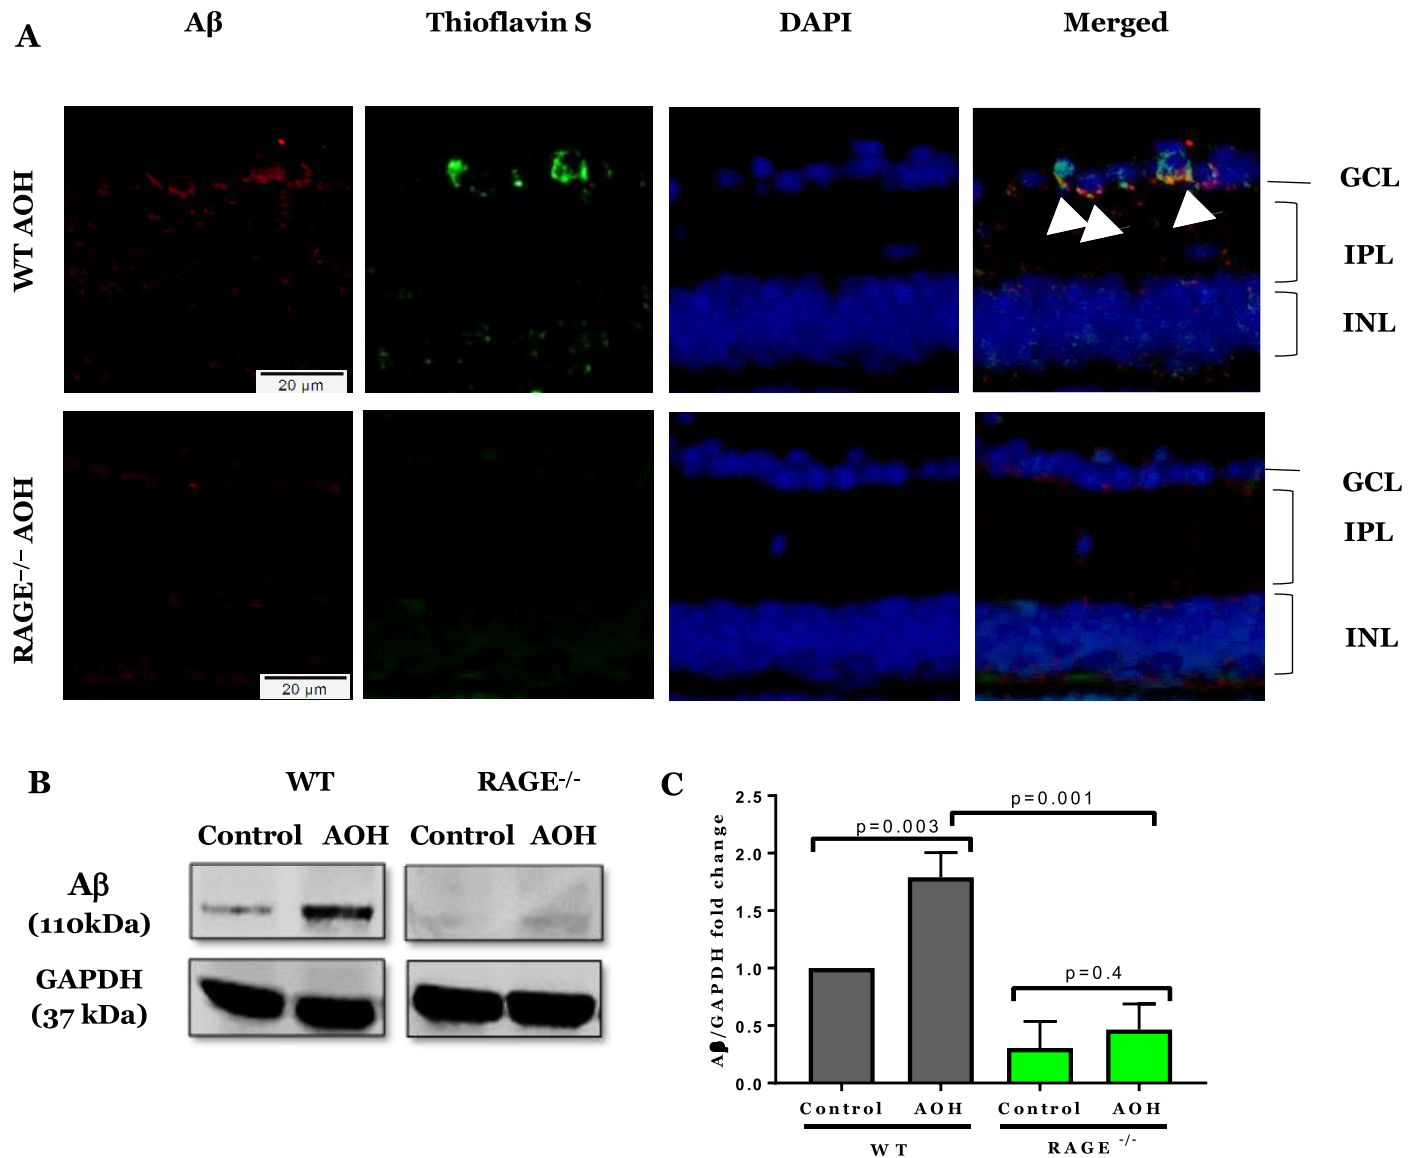 A
Aβ Thioflavin S DAPI Merged
WT AOH
GCL
IPL
INL
20 µm
RAGE⁻/⁻ AOH
GCL
IPL
INL
20 µm
B
WT RAGE-/-
Control AOH Control AOH
Aβ
(110kDa)
GAPDH
(37 kDa)
C
Aβ/GAPDH fold change
2.5
2.0
1.5
1.0
0.5
0.0
p=0.003
p=0.001
p=0.4
Control AOH Control AOH
WT RAGE -/-